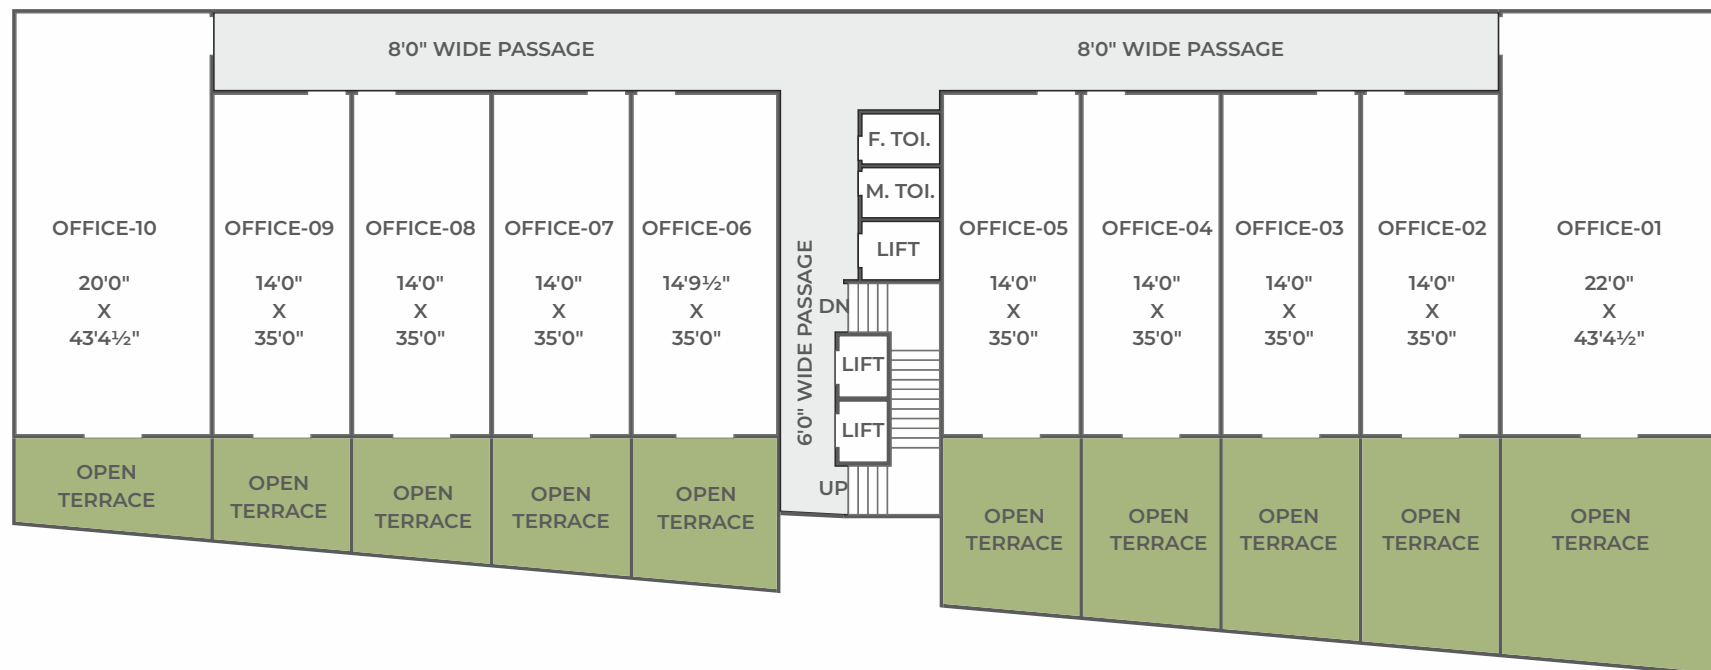 8'0" WIDE PASSAGE
8'0" WIDE PASSAGE
F. TOI.
M. TOI.
LIFT
OFFICE-10
20'0"
X
43'4½"
OFFICE-09
14'0"
X
35'0"
OFFICE-08
14'0"
X
35'0"
OFFICE-07
14'0"
X
35'0"
OFFICE-06
14'9½"
X
35'0"
6'0" WIDE PASSAGE
DN
LIFT
LIFT
UP
OFFICE-05
14'0"
X
35'0"
OFFICE-04
14'0"
X
35'0"
OFFICE-03
14'0"
X
35'0"
OFFICE-02
14'0"
X
35'0"
OFFICE-01
22'0"
X
43'4½"
OPEN
TERRACE
OPEN
TERRACE
OPEN
TERRACE
OPEN
TERRACE
OPEN
TERRACE
OPEN
TERRACE
OPEN
TERRACE
OPEN
TERRACE
OPEN
TERRACE
OPEN
TERRACE